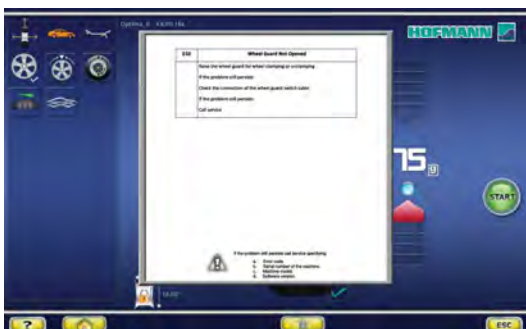 HOFMANN
Wheel Guard Not Opened
Raise the wheel guard for wheel clamping or unclamping
If the problem still persists:
Check the connection of the wheel guard switch cable.
If the problem still persists:
Call service
75 g
START
If the problem still persists call service specifying:
a. Error code.
b. Serial number of the machine.
c. Machine model.
d. Software version.
?
ESC